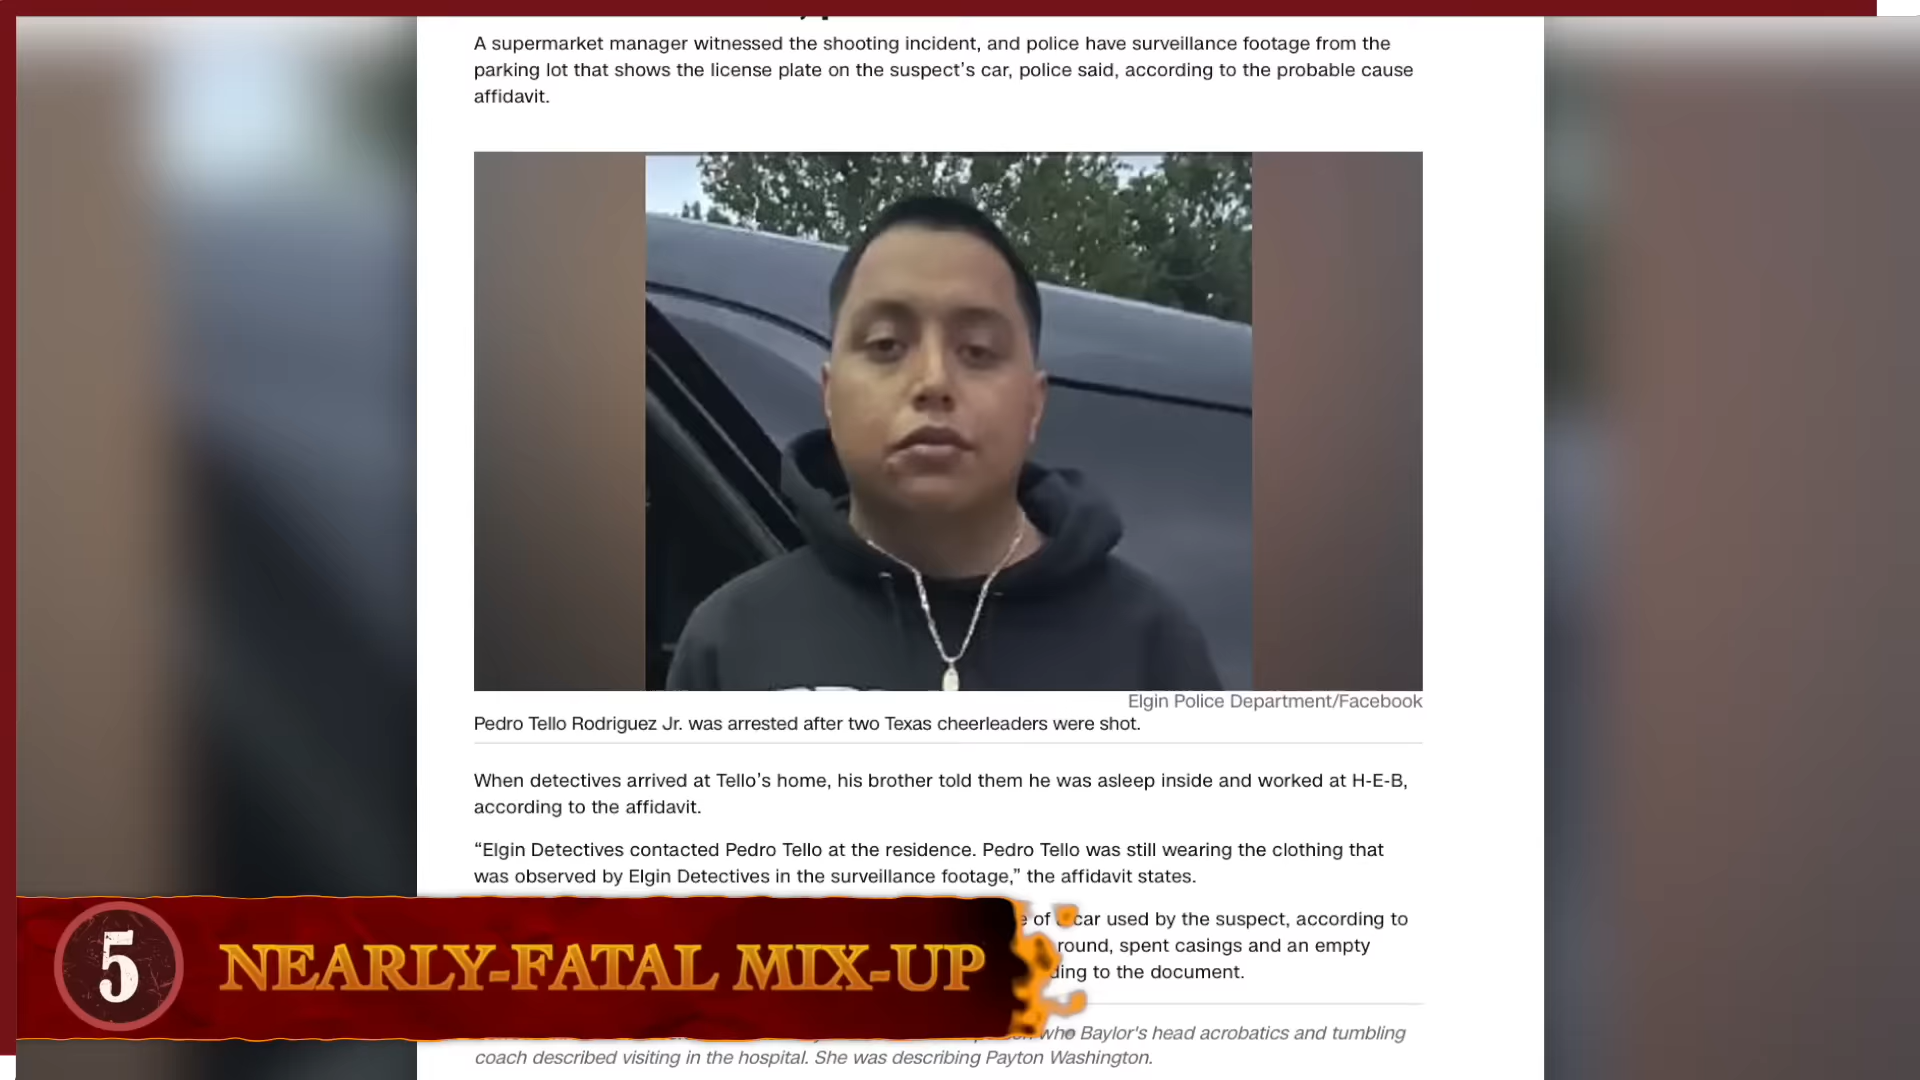 A supermarket manager witnessed the shooting incident, and police have surveillance footage from the
parking lot that shows the license plate on the suspect's car, police said, according to the probable cause
affidavit.
Elgin Police Department/Facebook
Pedro Tello Rodriguez Jr. was arrested after two Texas cheerleaders were shot.
When detectives arrived at Tello's home, his brother told them he was asleep inside and worked at H-E-B,
according to the affidavit.
“Elgin Detectives contacted Pedro Tello at the residence. Pedro Tello was still wearing the clothing that
was observed by Elgin Detectives in the surveillance footage,” the affidavit states.
of car used by the suspect, according to
round, spent casings and an empty
to the document.
5 NEARLY-FATAL MIX-UP
who Baylor's head acrobatics and tumbling
coach described visiting in the hospital. She was describing Payton Washington.